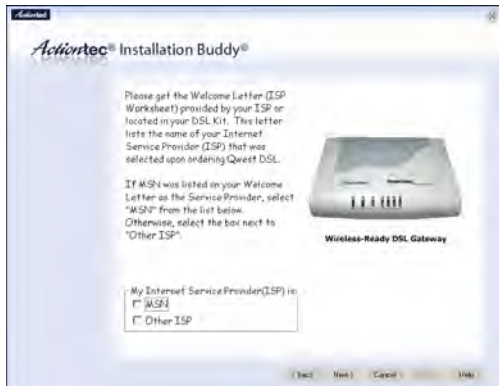 Actiontec
Actiontec® Installation Buddy®
Please get the Welcome Letter (ISP
Worksheet) provided by your ISP or
located in your DSL Kit. This letter
lists the name of your Internet
Service Provider (ISP) that was
selected upon ordering Qwest DSL.
If MSN was listed on your Welcome
Letter as the Service Provider, select
"MSN" from the list below.
Otherwise, select the box next to
"Other ISP".
Wireless-Ready DSL Gateway
My Internet Service Provider(ISP) is:
MSN
Other ISP
< Back Next > Cancel Help